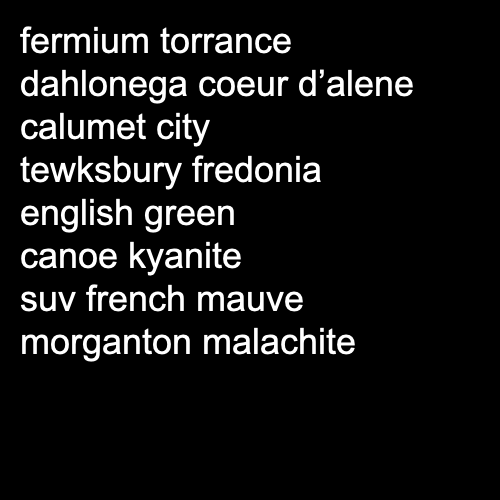 fermium torrance
dahlonega coeur d’alene
calumet city
tewksbury fredonia
english green
canoe kyanite
suv french mauve
morganton malachite